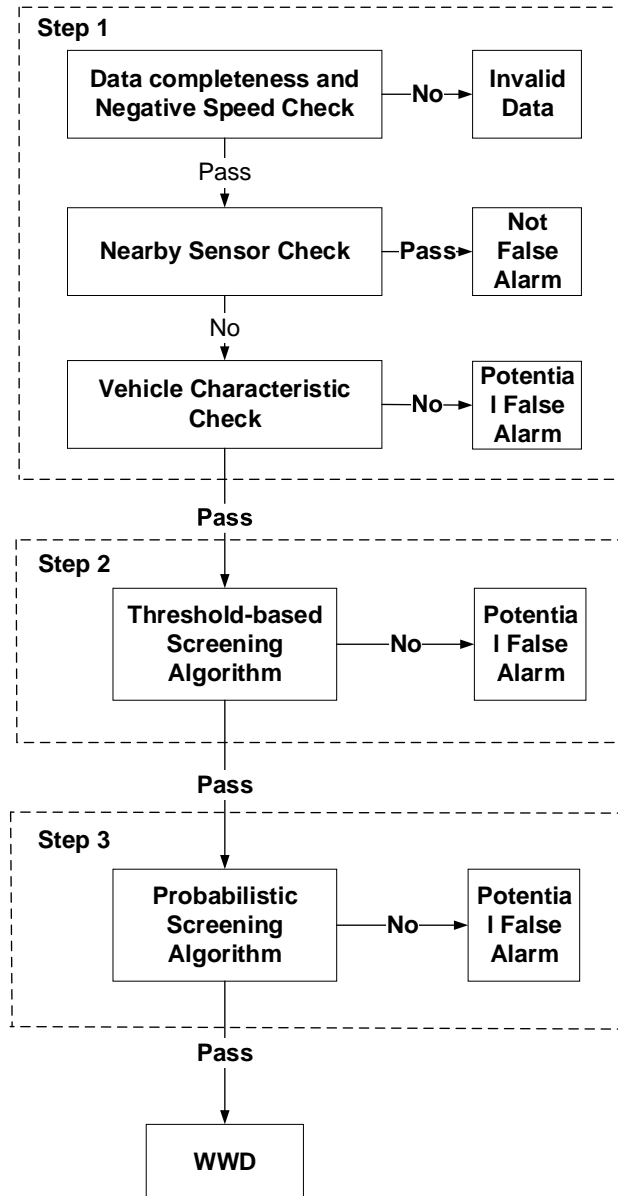 Step 1
Data completeness and
Negative Speed Check
No
Invalid
Data
Pass
Nearby Sensor Check
Pass
Not
False
Alarm
No
Vehicle Characteristic
Check
No
Potentia
l False
Alarm
Pass
Step 2
Threshold-based
Screening
Algorithm
No
Potentia
l False
Alarm
Pass
Step 3
Probabilistic
Screening
Algorithm
No
Potentia
l False
Alarm
Pass
WWD